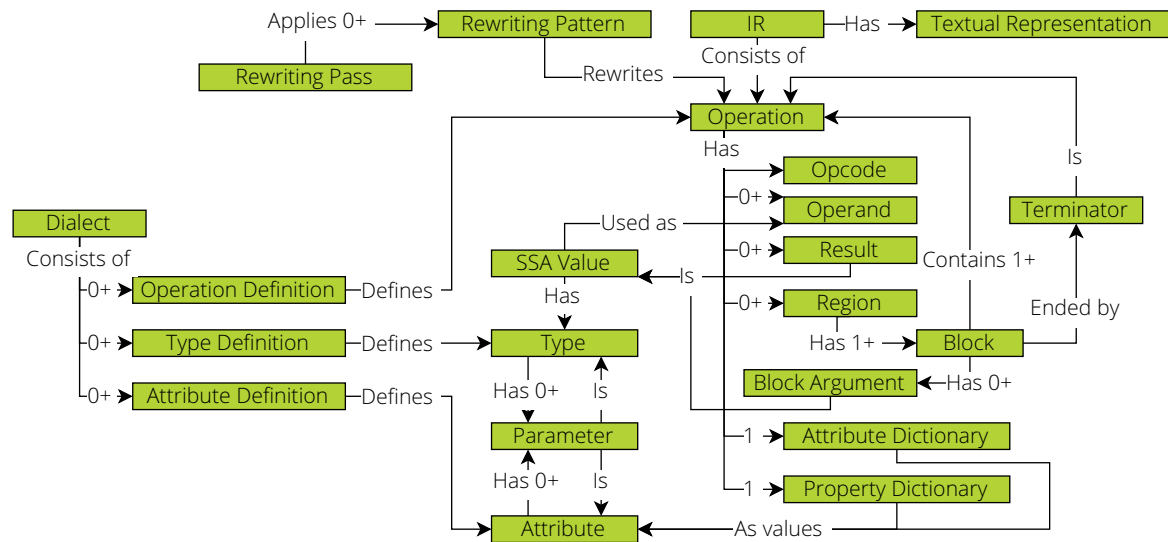 Applies 0+
Rewriting Pattern
IR
Has
Textual Representation
Rewriting Pass
Consists of
Rewrites
Operation
Has
Is
Opcode
0+
Operand
Terminator
Dialect
Used as
Consists of
0+
Result
SSA Value
Is
Contains 1+
0+
Operation Definition
Defines
Has
0+
Region
Ended by
0+
Type Definition
Defines
Type
Has 1+
Block
0+
Attribute Definition
Defines
Has 0+
Is
Block Argument
Has 0+
Parameter
1
Attribute Dictionary
Has 0+
Is
1
Property Dictionary
Attribute
As values